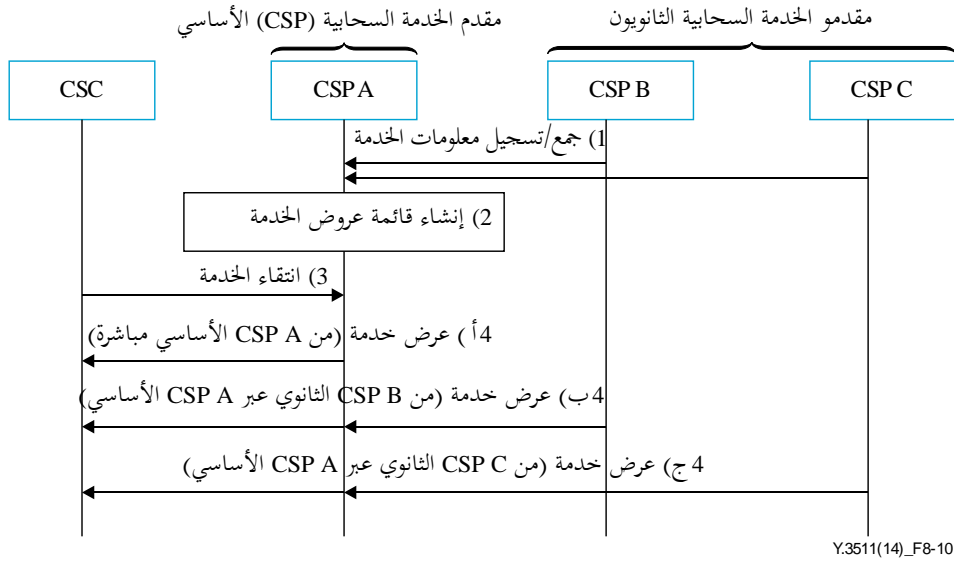 مقدمو الخدمة السحابية الثانويون
مقدم الخدمة السحابية (CSP) الأساسي
CSC
CSP A
CSP B
CSP C
1) جمع/تسجيل معلومات الخدمة
2) إنشاء قائمة عروض الخدمة
3) انتقاء الخدمة
4أ) عرض خدمة (من CSP A الأساسي مباشرة)
4ب) عرض خدمة (من CSP B الثانوي عبر CSP A الأساسي)
4ج) عرض خدمة (من CSP C الثانوي عبر CSP A الأساسي)
Y.3511(14)_F8-10